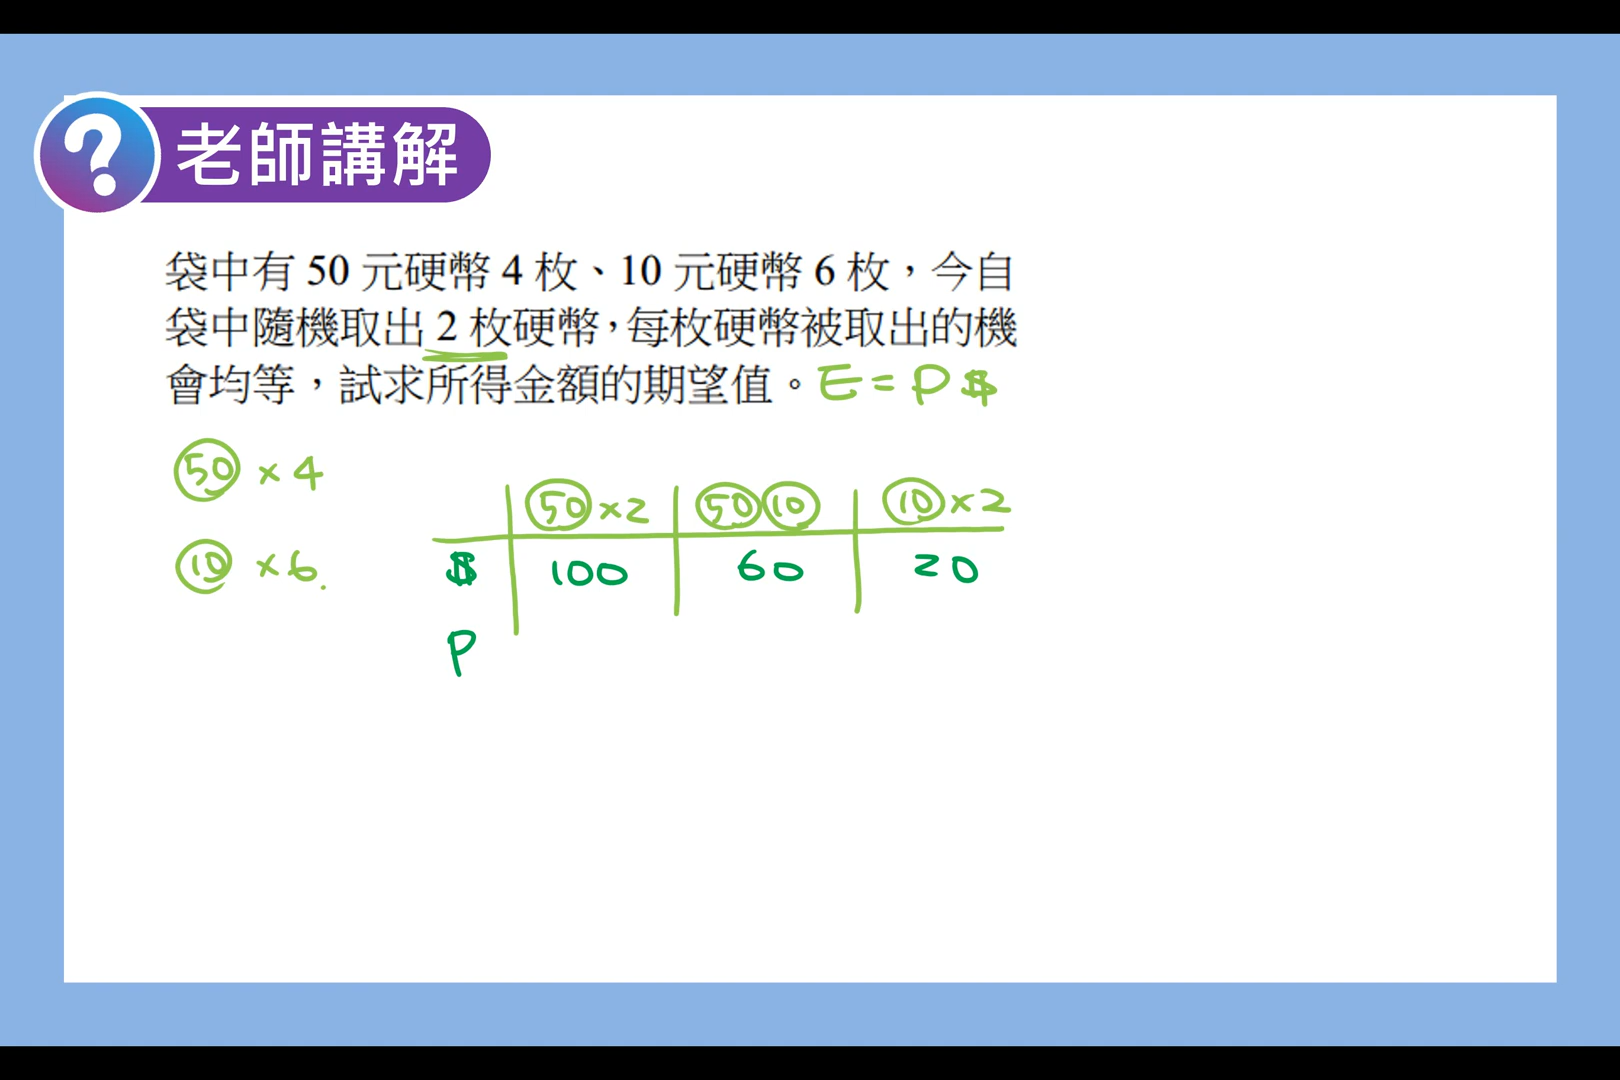 ?
老師講解
袋中有 50 元硬幣 4 枚、10 元硬幣 6 枚，今自
袋中隨機取出 2 枚硬幣，每枚硬幣被取出的機
會均等，試求所得金額的期望值。E = P $
50 × 4
50 × 2 50 10 10 × 2
10 × 6.
$ 100 60 20
P